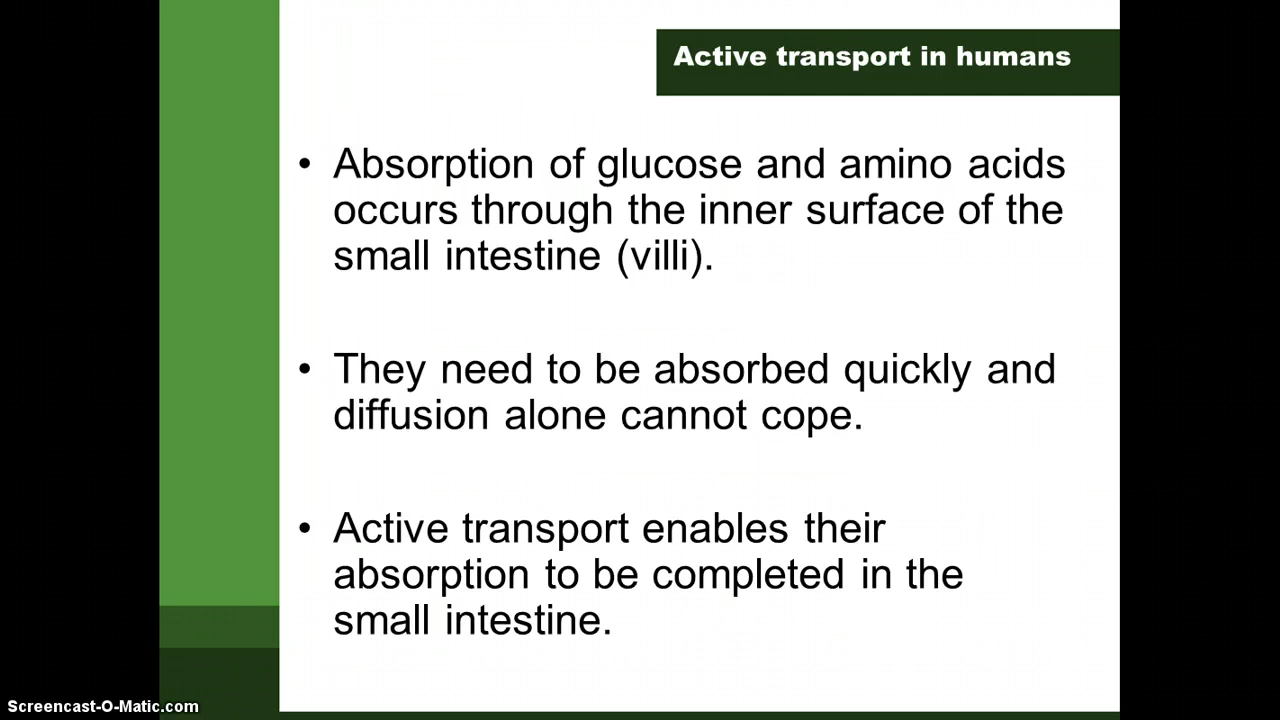 Active transport in humans
• Absorption of glucose and amino acids
occurs through the inner surface of the
small intestine (villi).
• They need to be absorbed quickly and
diffusion alone cannot cope.
• Active transport enables their
absorption to be completed in the
small intestine.
Screencast-O-Matic.com